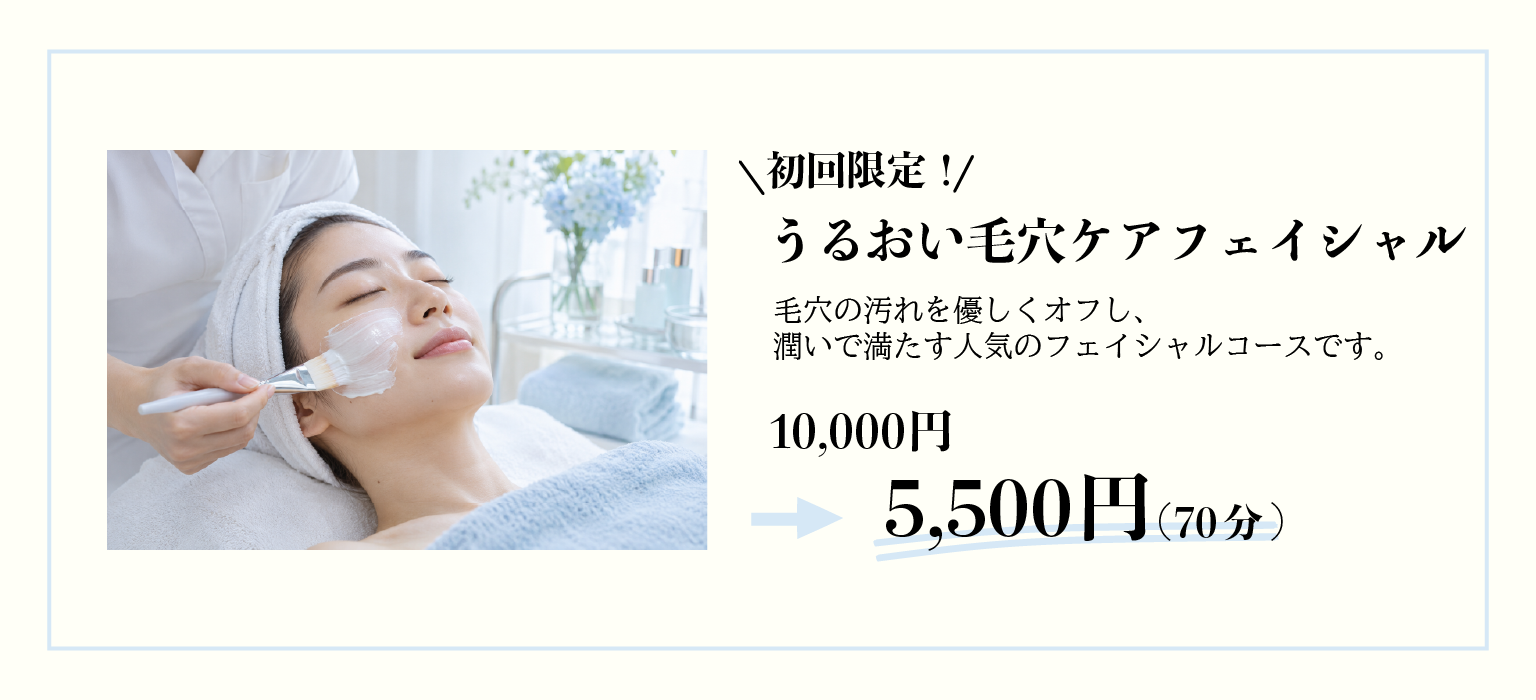 \初回限定!/
うるおい毛穴ケアフェイシャル
毛穴の汚れを優しくオフし、
潤いで満たす人気のフェイシャルコースです。
10,000円
5,500円(70分)